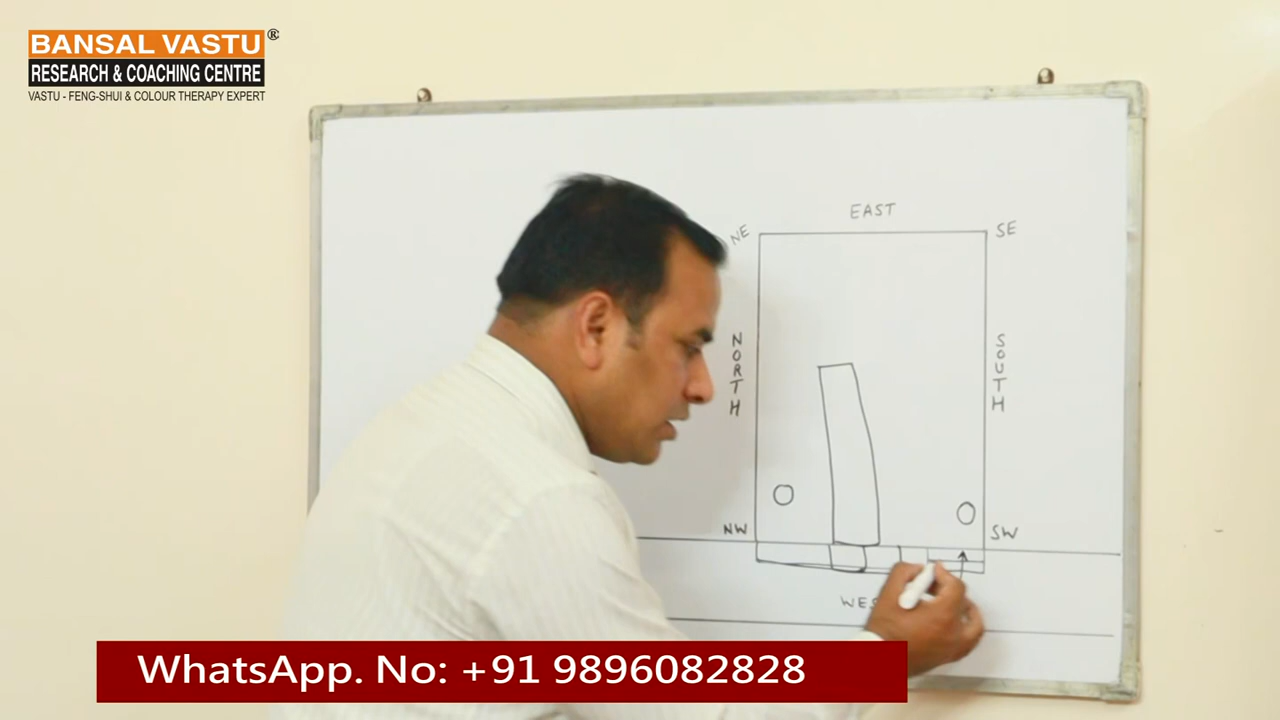 BANSAL VASTU®
RESEARCH & COACHING CENTRE
VASTU - FENG-SHUI & COLOUR THERAPY EXPERT
EAST
NE
SE
NORTH
SOUTH
NW
SW
WES
WhatsApp. No: +91 9896082828